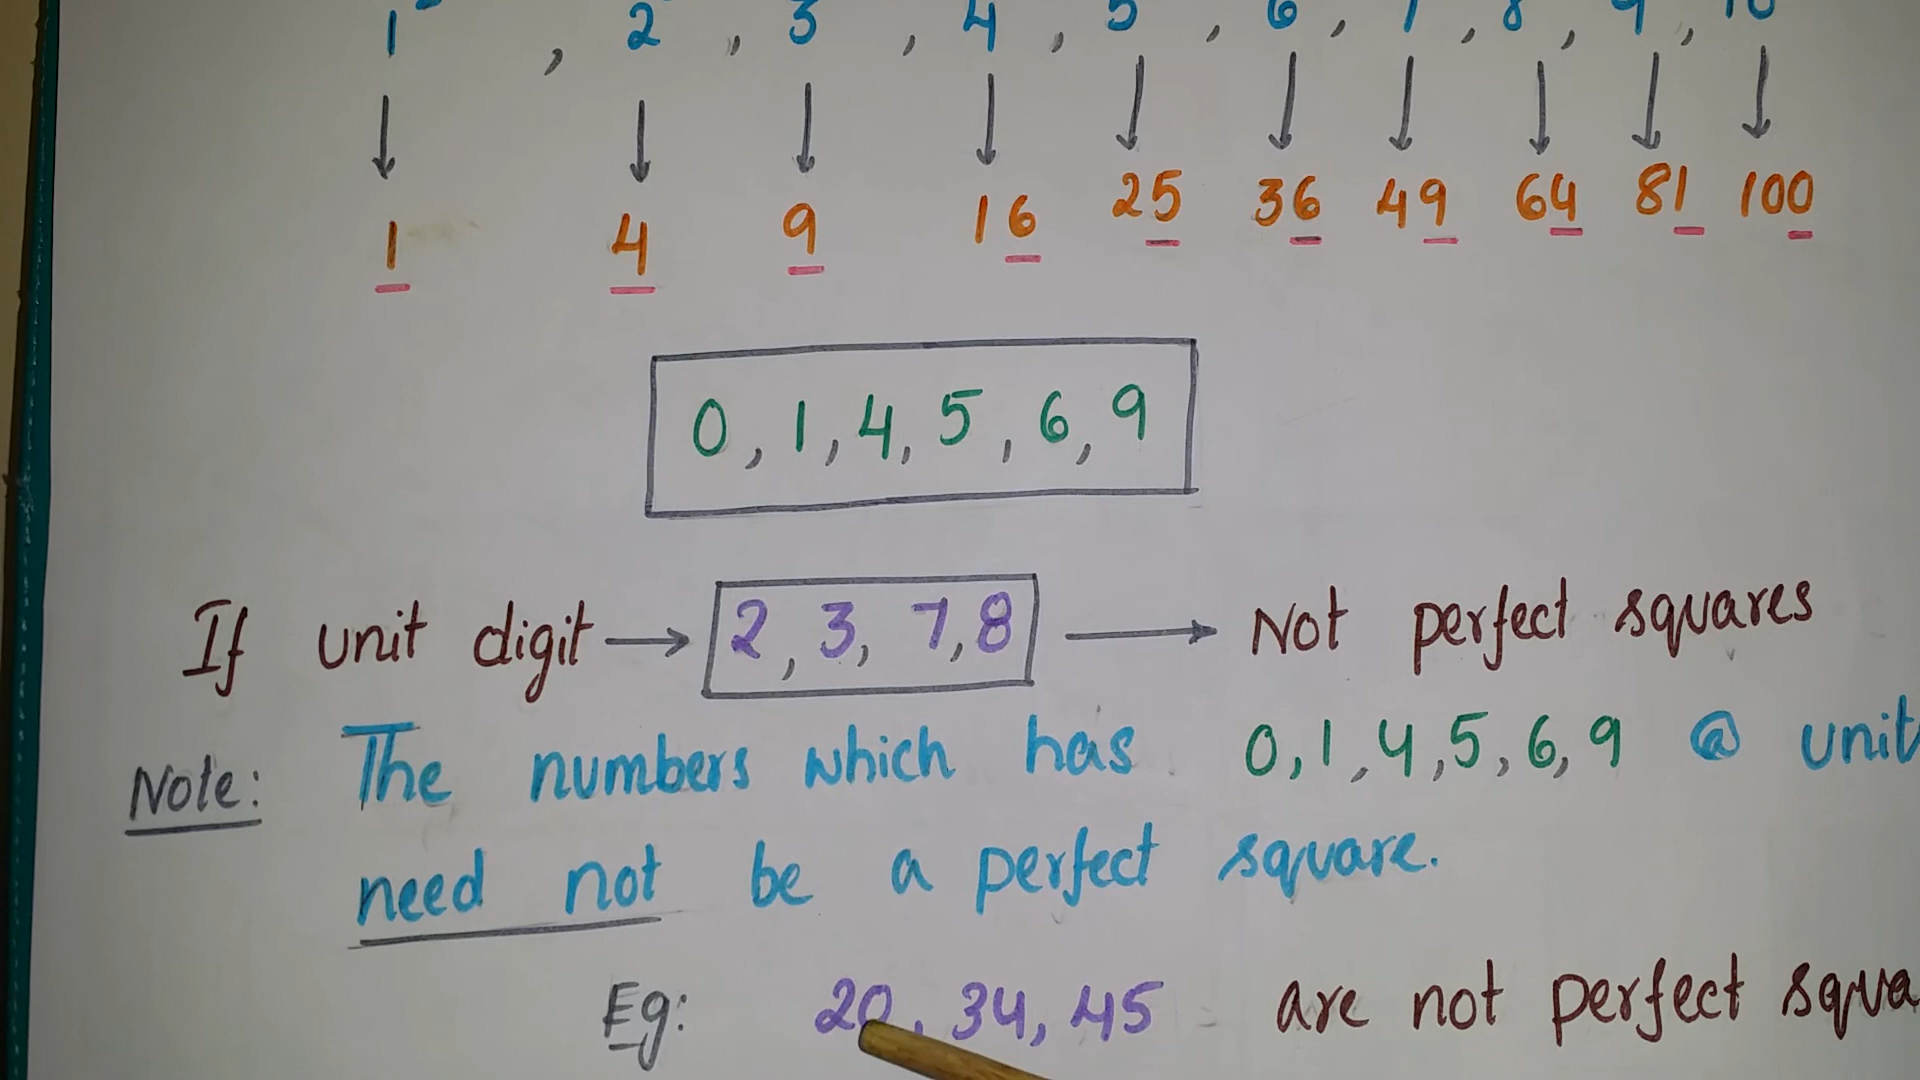 1², 2, 3, 4, 5, 6, 7, 8, 9, 10
1 4 9 16 25 36 49 64 81 100
0, 1, 4, 5, 6, 9
If unit digit → 2, 3, 7, 8 → Not perfect squares
Note: The numbers which has 0, 1, 4, 5, 6, 9 @ unit
need not be a perfect square.
Eg: 20, 34, 45 are not perfect squa